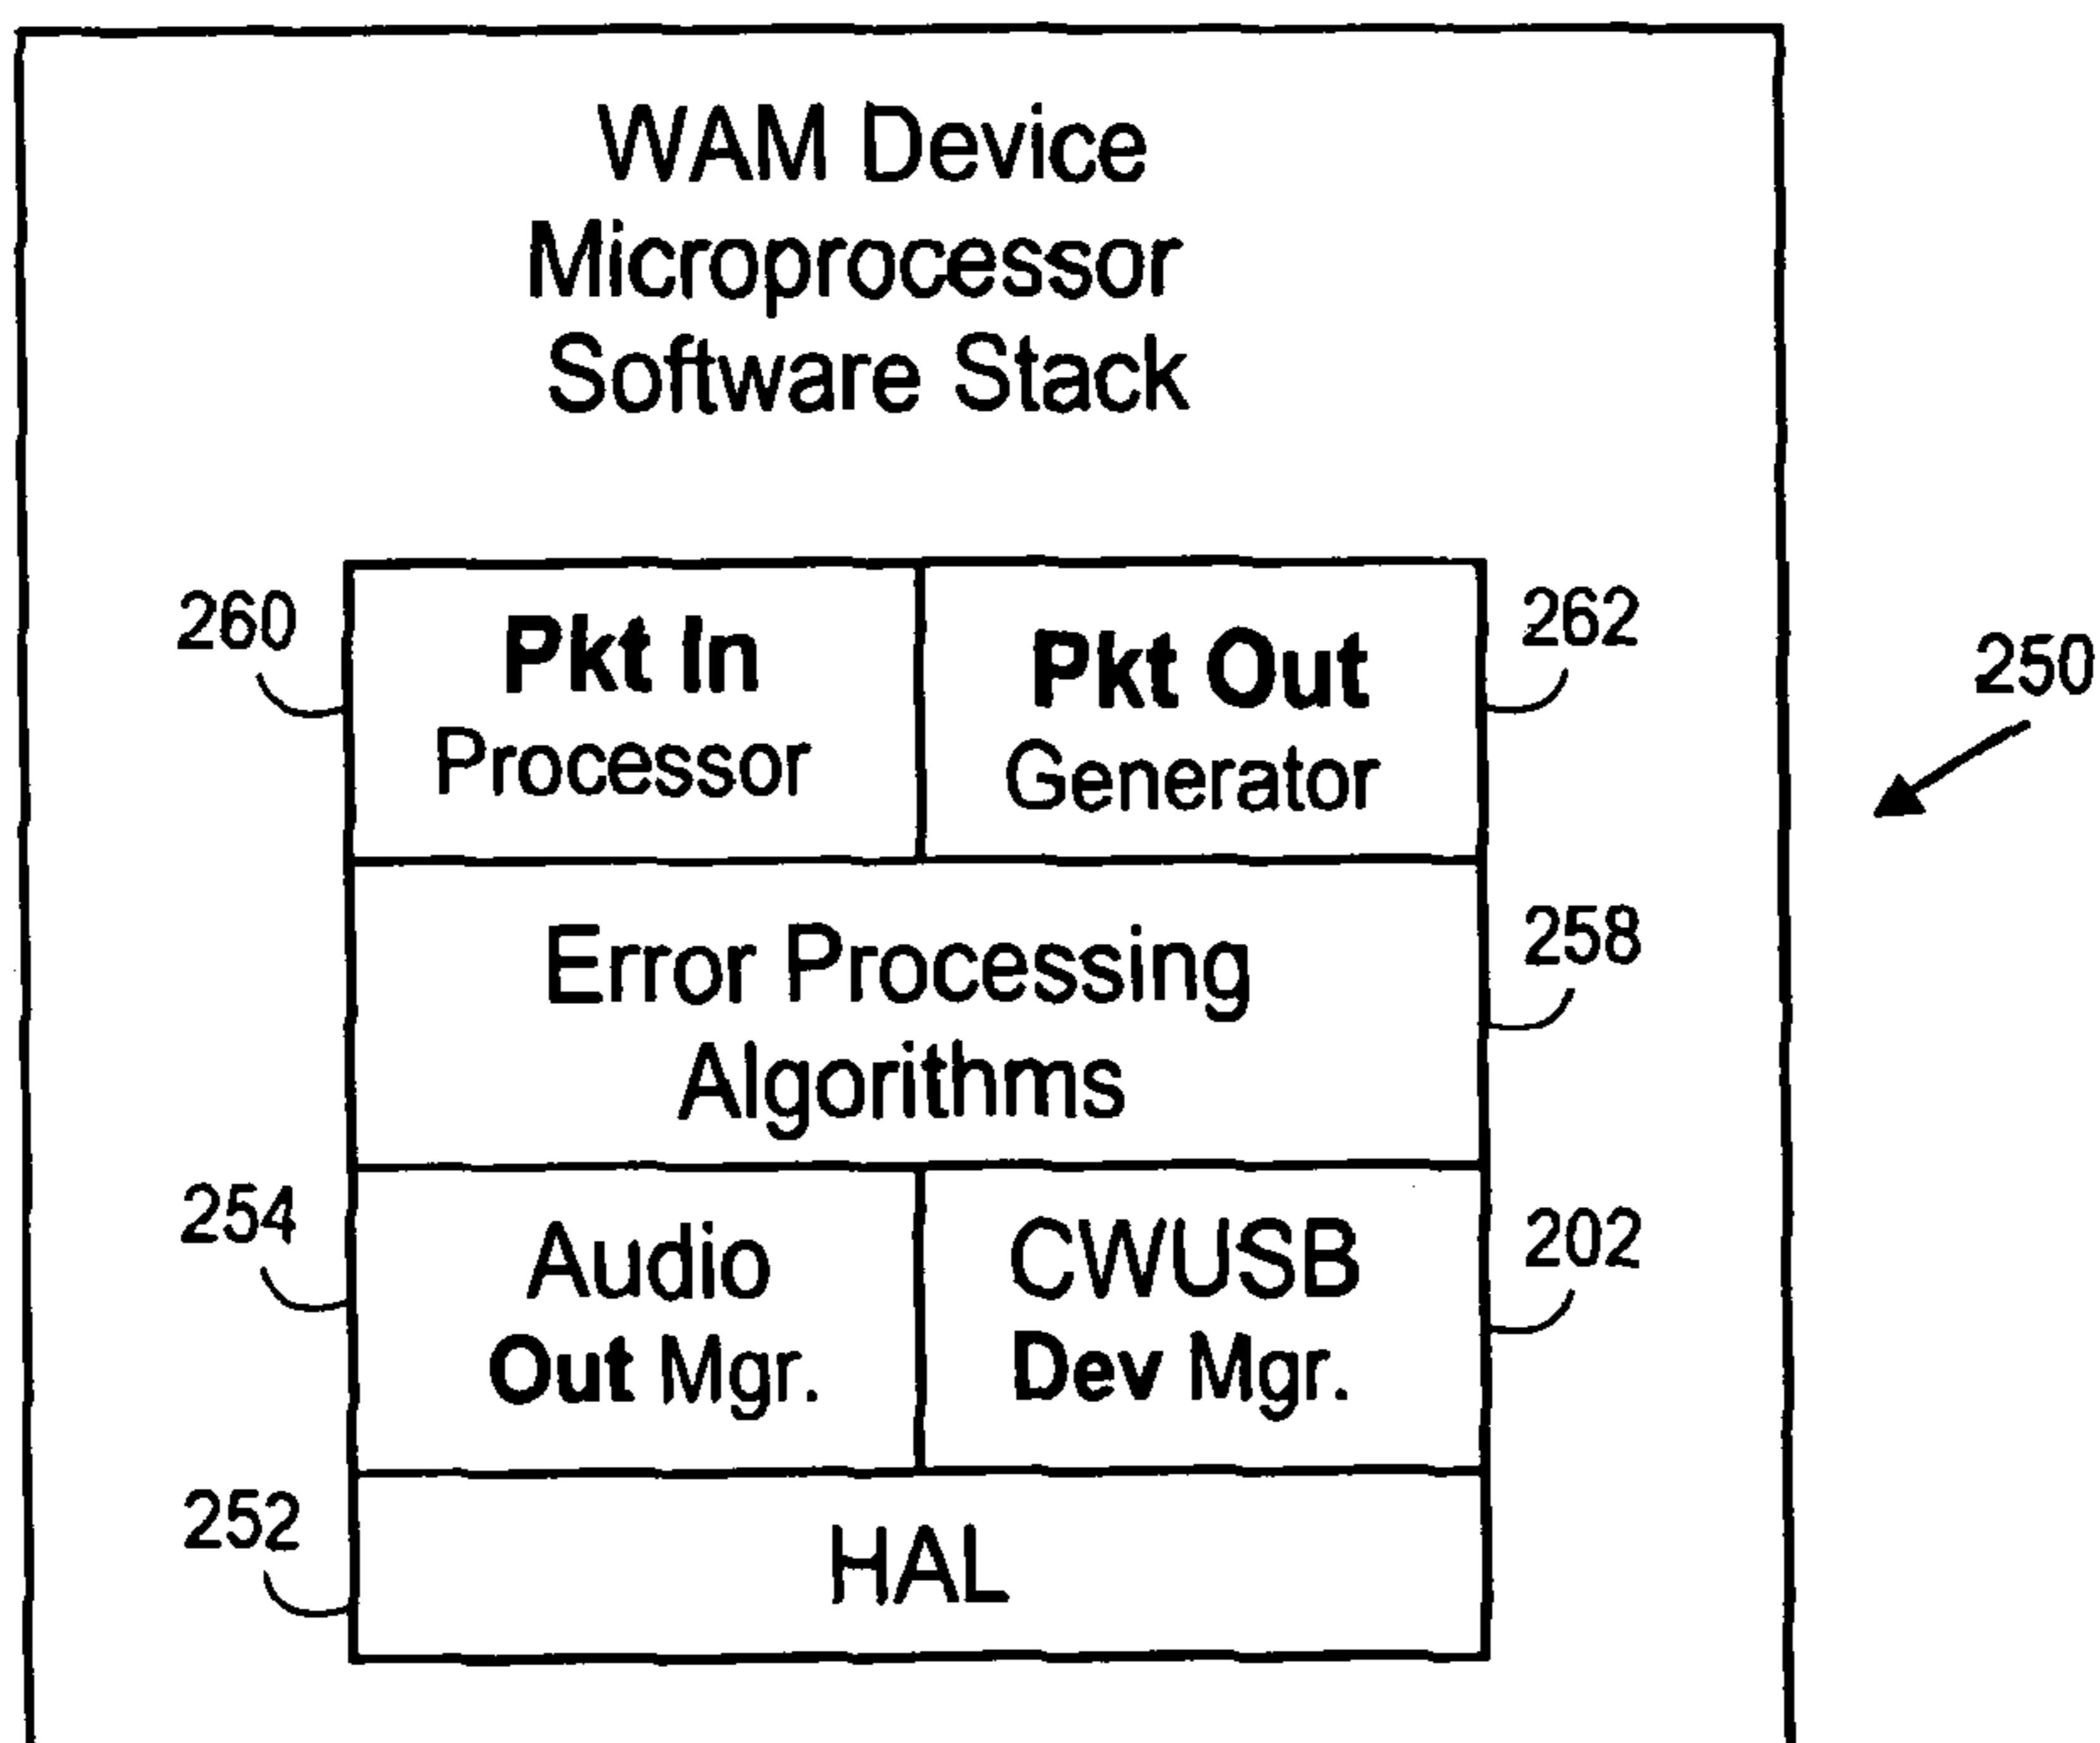 WAM Device
Microprocessor
Software Stack
260
Pkt In
Processor
Pkt Out
Generator
262
250
Error Processing
Algorithms
258
254
Audio
Out Mgr.
CWUSB
Dev Mgr.
202
252
HAL